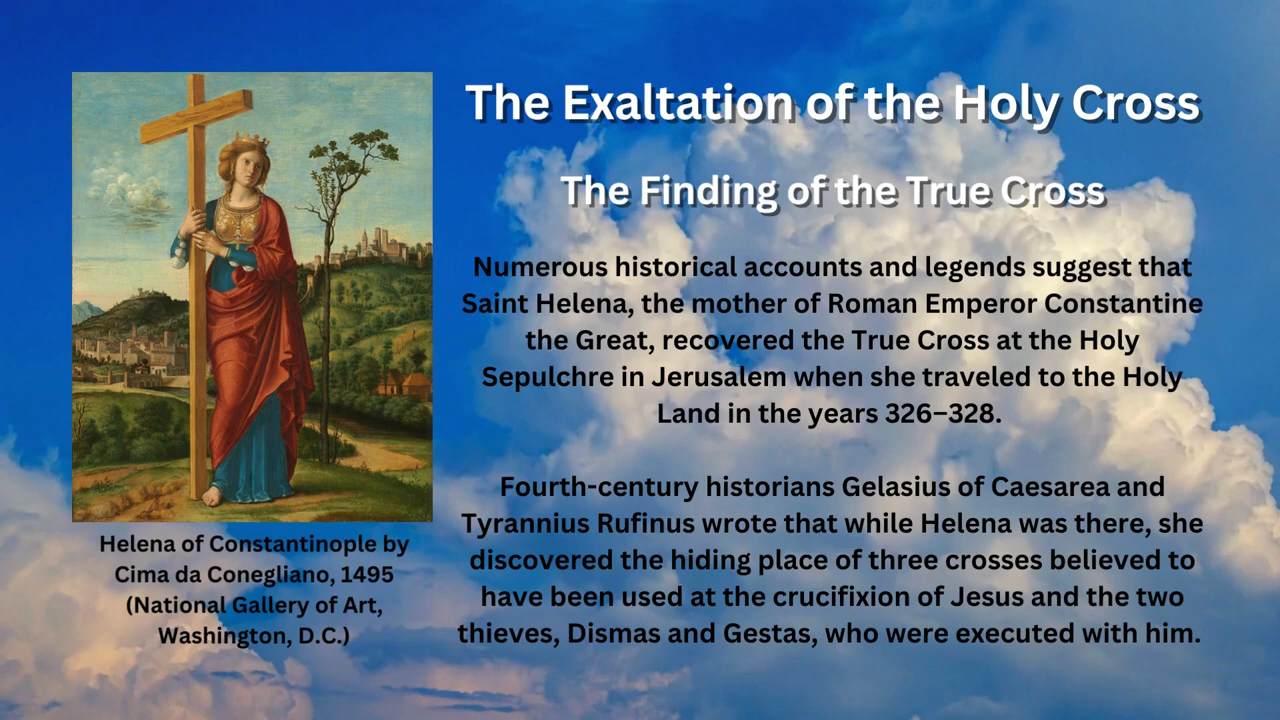 The Exaltation of the Holy Cross
The Finding of the True Cross
Numerous historical accounts and legends suggest that
Saint Helena, the mother of Roman Emperor Constantine
the Great, recovered the True Cross at the Holy
Sepulchre in Jerusalem when she traveled to the Holy
Land in the years 326–328.
Fourth-century historians Gelasius of Caesarea and
Tyrannius Rufinus wrote that while Helena was there, she
discovered the hiding place of three crosses believed to
have been used at the crucifixion of Jesus and the two
thieves, Dismas and Gestas, who were executed with him.
Helena of Constantinople by
Cima da Conegliano, 1495
(National Gallery of Art,
Washington, D.C.)